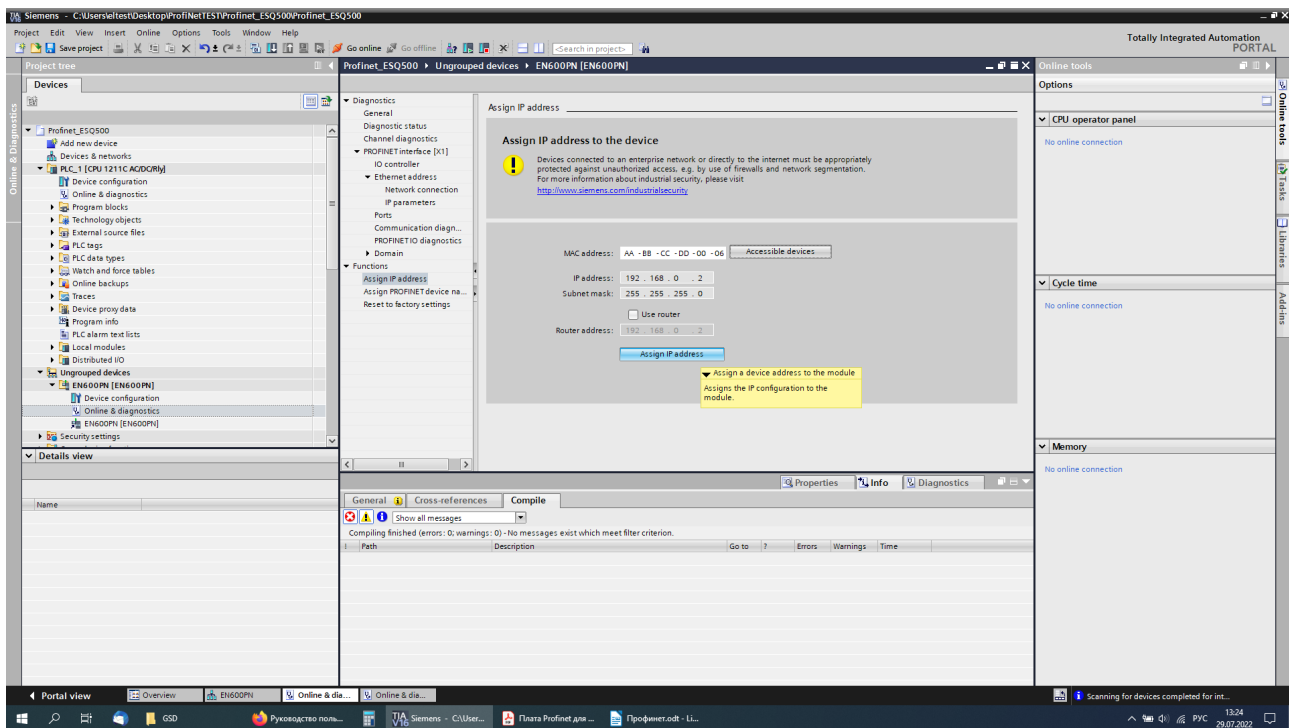 Siemens - C:\Users\eltest\Desktop\ProfiNetTEST\Profinet_ESQ500\Profinet_ESQ500
Project Edit View Insert Online Options Tools Window Help
Totally Integrated Automation
PORTAL
Save project
Go online
Go offline
<Search in project>
Project tree
Profinet_ESQ500 ▸ Ungrouped devices ▸ EN600PN [EN600PN]
Online tools
Devices
Options
Online & Diagnostics
Profinet_ESQ500
Add new device
Devices & networks
PLC_1 [CPU 1211C AC/DC/Rly]
Device configuration
Online & diagnostics
Program blocks
Technology objects
External source files
PLC tags
PLC data types
Watch and force tables
Online backups
Traces
Device proxy data
Program info
PLC alarm text lists
Local modules
Distributed I/O
Ungrouped devices
EN600PN [EN600PN]
Device configuration
Online & diagnostics
EN600PN [EN600PN]
Security settings
Details view
Name
Diagnostics
General
Diagnostic status
Channel diagnostics
PROFINET interface [X1]
IO controller
Ethernet address
Network connection
IP parameters
Ports
Communication diagn...
PROFINET IO diagnostics
Domain
Functions
Assign IP address
Assign PROFINET device na...
Reset to factory settings
Assign IP address
Assign IP address to the device
Devices connected to an enterprise network or directly to the internet must be appropriately
protected against unauthorized access, e.g. by use of firewalls and network segmentation.
For more information about industrial security, please visit
http://www.siemens.com/industrialsecurity
MAC address: AA -BB -CC -DD -00 -06 Accessible devices
IP address: 192 . 168 . 0 . 2
Subnet mask: 255 . 255 . 255 . 0
Use router
Router address: 192 . 168 . 0 . 2
Assign IP address
Assign a device address to the module
Assigns the IP configuration to the
module.
Properties
Info
Diagnostics
General
Cross-references
Compile
Show all messages
Compiling finished (errors: 0; warnings: 0) - No messages exist which meet filter criterion.
! Path Description Go to ? Errors Warnings Time
CPU operator panel
No online connection
Cycle time
No online connection
Memory
No online connection
Online tools
Tasks
Libraries
Add-ins
Portal view
Overview
EN600PN
Online & dia...
Online & dia...
Scanning for devices completed for int...
GSD
Руководство поль...
Siemens - C:\User...
Плата Profinet для ...
Профинет.odt - Li...
РУС
13:24
29.07.2022